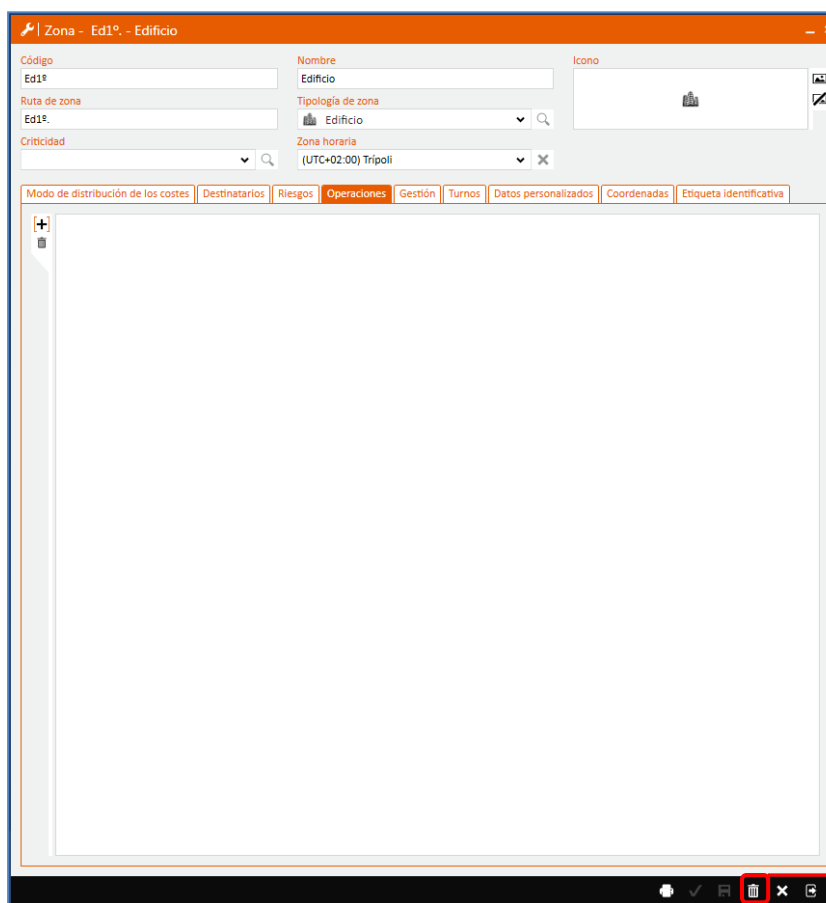 Zona - Ed1º. - Edificio
Código Nombre Icono
Ed1º Edificio
Ruta de zona Tipología de zona
Ed1º. Edificio
Criticidad Zona horaria
(UTC+02:00) Trípoli
Modo de distribución de los costes Destinatarios Riesgos Operaciones Gestión Turnos Datos personalizados Coordenadas Etiqueta identificativa